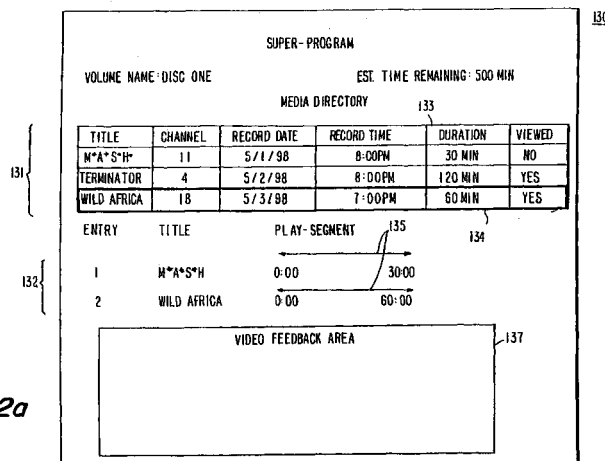 130
SUPER-PROGRAM
VOLUME NAME: DISC ONE EST. TIME REMAINING: 500 MIN
MEDIA DIRECTORY
133
TITLE CHANNEL RECORD DATE RECORD TIME DURATION VIEWED
M*A*S*H* 11 5/1/98 8:00PM 30 MIN NO
131
TERMINATOR 4 5/2/98 8:00PM 120 MIN YES
WILD AFRICA 18 5/3/98 7:00PM 60 MIN YES
134
ENTRY TITLE PLAY-SEGMENT 135
132
1 M*A*S*H 0:00 30:00
2 WILD AFRICA 0:00 60:00
VIDEO FEEDBACK AREA 137
2a